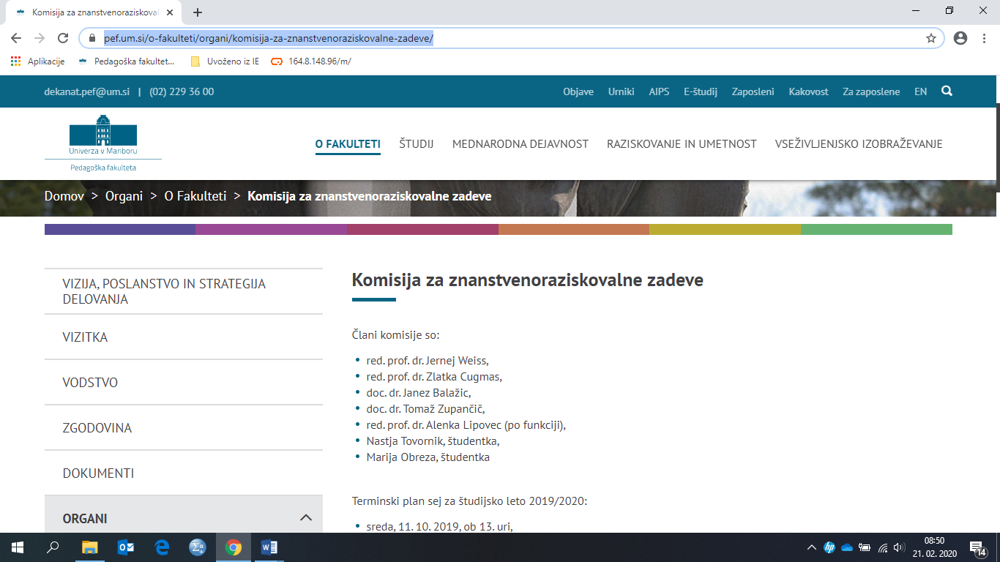 Komisija za znanstvenoraziskoval
pef.um.si/o-fakulteti/organi/komisija-za-znanstvenoraziskovalne-zadeve/
Aplikacije Pedagoška fakultet... Uvoženo iz IE 164.8.148.96/m/
dekanat.pef@um.si | (02) 229 36 00 Objave Urniki AIPS E-študij Zaposleni Kakovost Za zaposlene EN
Univerza v Mariboru
Pedagoška fakulteta
O FAKULTETI ŠTUDIJ MEDNARODNA DEJAVNOST RAZISKOVANJE IN UMETNOST VSEŽIVLJENJSKO IZOBRAŽEVANJE
Domov > Organi > O Fakulteti > Komisija za znanstvenoraziskovalne zadeve
VIZIJA, POSLANSTVO IN STRATEGIJA
DELOVANJA
VIZITKA
VODSTVO
ZGODOVINA
DOKUMENTI
ORGANI
Komisija za znanstvenoraziskovalne zadeve
Člani komisije so:
• red. prof. dr. Jernej Weiss,
• red. prof. dr. Zlatka Cugmas,
• doc. dr. Janez Balažic,
• doc. dr. Tomaž Zupančič,
• red. prof. dr. Alenka Lipovec (po funkciji),
• Nastja Tovornik, študentka,
• Marija Obreza, študentka
Terminski plan sej za študijsko leto 2019/2020:
• sreda, 11. 10. 2019, ob 13. uri,
08:50
21. 02. 2020
14